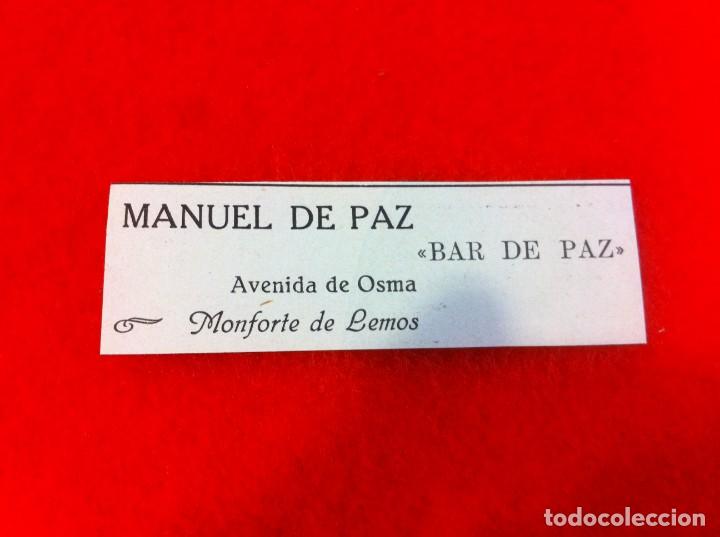 MANUEL DE PAZ
«BAR DE PAZ»
Avenida de Osma
Monforte de Lemos
todocoleccion